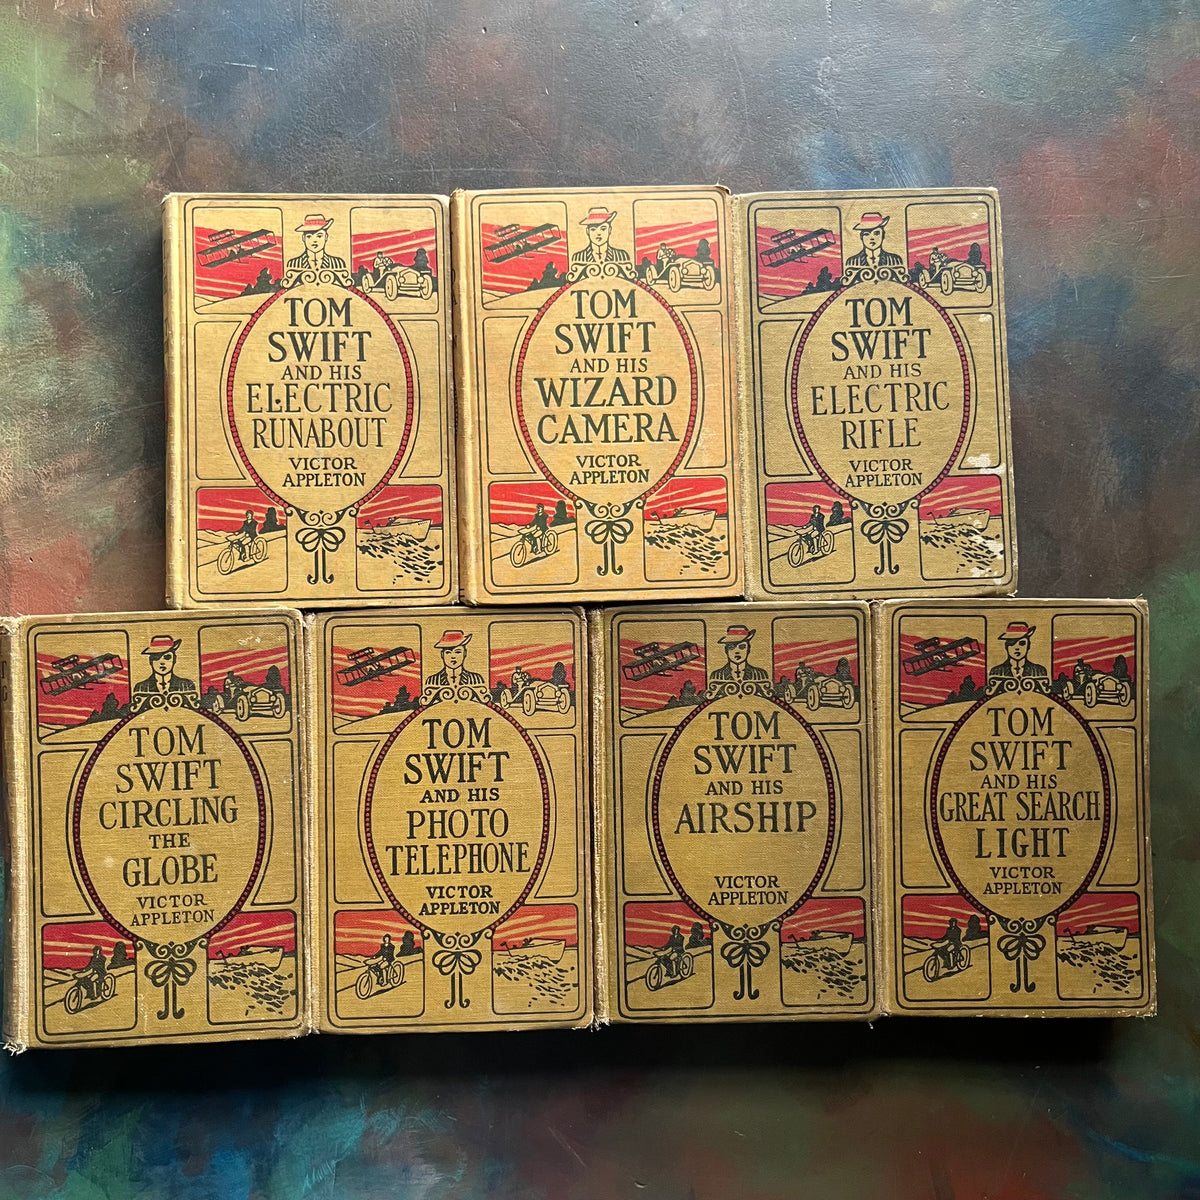 TOM
SWIFT
AND HIS
ELECTRIC
RUNABOUT
VICTOR
APPLETON
TOM
SWIFT
AND HIS
WIZARD
CAMERA
VICTOR
APPLETON
TOM
SWIFT
AND HIS
ELECTRIC
RIFLE
VICTOR
APPLETON
TOM
SWIFT
CIRCLING
THE
GLOBE
VICTOR
APPLETON
TOM
SWIFT
AND HIS
PHOTO
TELEPHONE
VICTOR
APPLETON
TOM
SWIFT
AND HIS
AIRSHIP
VICTOR
APPLETON
TOM
SWIFT
AND HIS
GREAT SEARCH
LIGHT
VICTOR
APPLETON